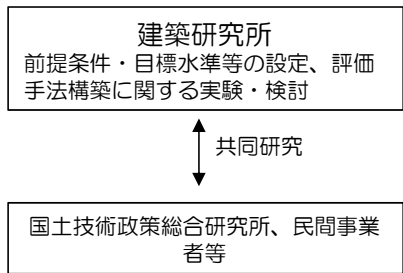 建築研究所
前提条件・目標水準等の設定、評価
手法構築に関する実験・検討
共同研究
国土技術政策総合研究所、民間事業
者等